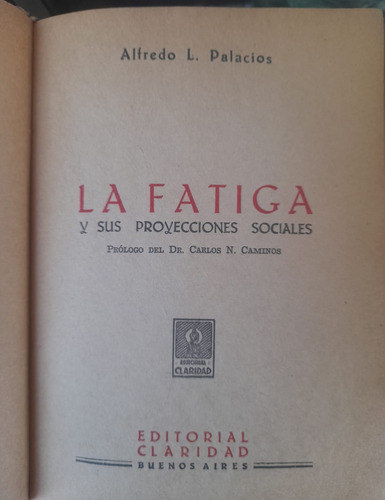 Alfredo L. Palacios
LA FATIGA
Y SUS PROYECCIONES SOCIALES
PRÓLOGO DEL DR. CARLOS N. CAMINOS
EDITORIAL
CLARIDAD
EDITORIAL
CLARIDAD
BUENOS AIRES